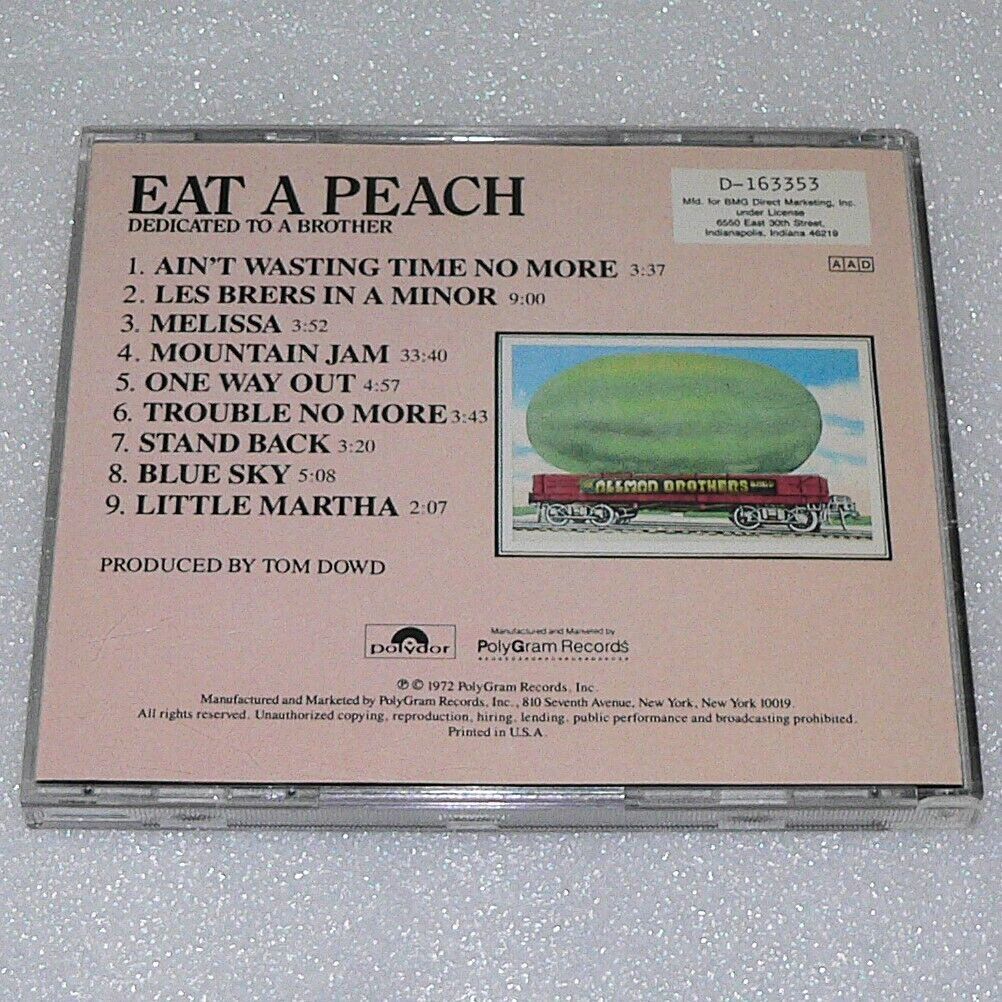 EAT A PEACH
DEDICATED TO A BROTHER
D-163353
Mfd. for BMG Direct Marketing, Inc.
under License
6550 East 30th Street,
Indianapolis, Indiana 46219
AAD
1. AIN'T WASTING TIME NO MORE 3:37
2. LES BRERS IN A MINOR 9:00
3. MELISSA 3:52
4. MOUNTAIN JAM 33:40
5. ONE WAY OUT 4:57
6. TROUBLE NO MORE 3:43
7. STAND BACK 3:20
8. BLUE SKY 5:08
9. LITTLE MARTHA 2:07
ALLMAN BROTHERS
PRODUCED BY TOM DOWD
polydor
Manufactured and Marketed by
PolyGram Records
℗ © 1972 PolyGram Records, Inc.
Manufactured and Marketed by PolyGram Records, Inc., 810 Seventh Avenue, New York, New York 10019.
All rights reserved. Unauthorized copying, reproduction, hiring, lending, public performance and broadcasting prohibited.
Printed in U.S.A.